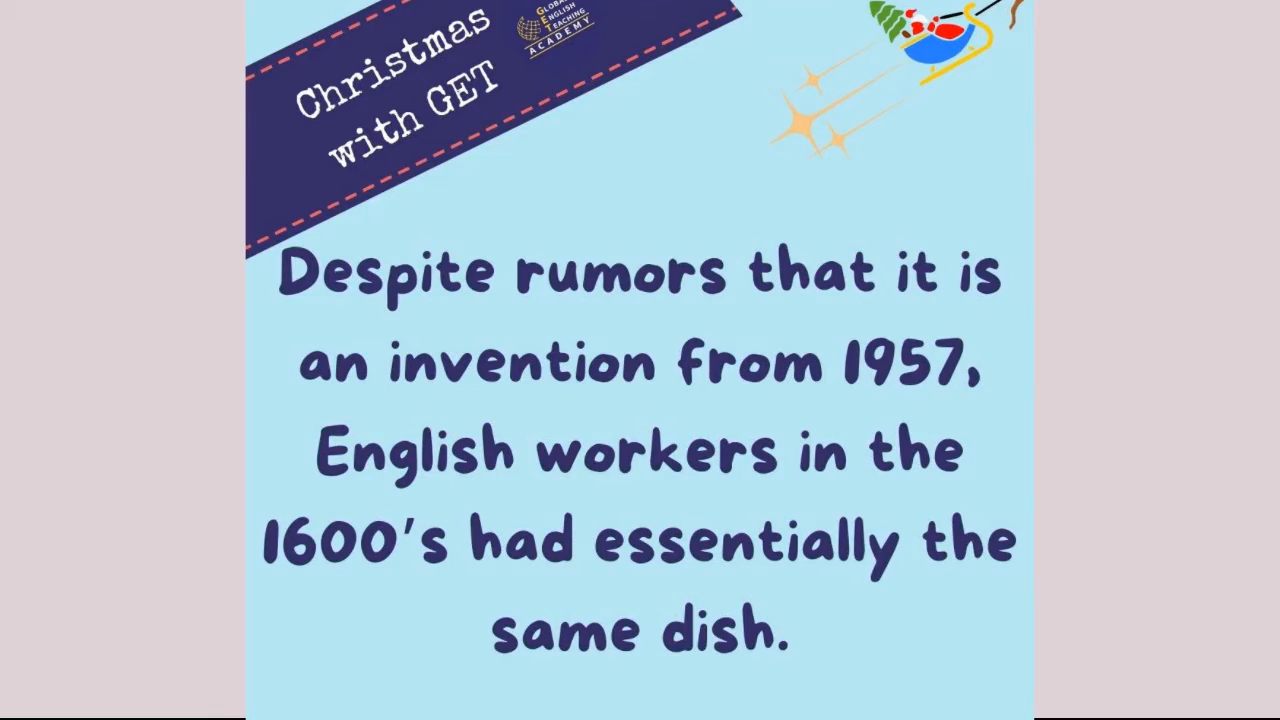 Christmas
with GET
GLOBAL
ENGLISH
TEACHING
ACADEMY
Despite rumors that it is
an invention from 1957,
English workers in the
1600's had essentially the
same dish.